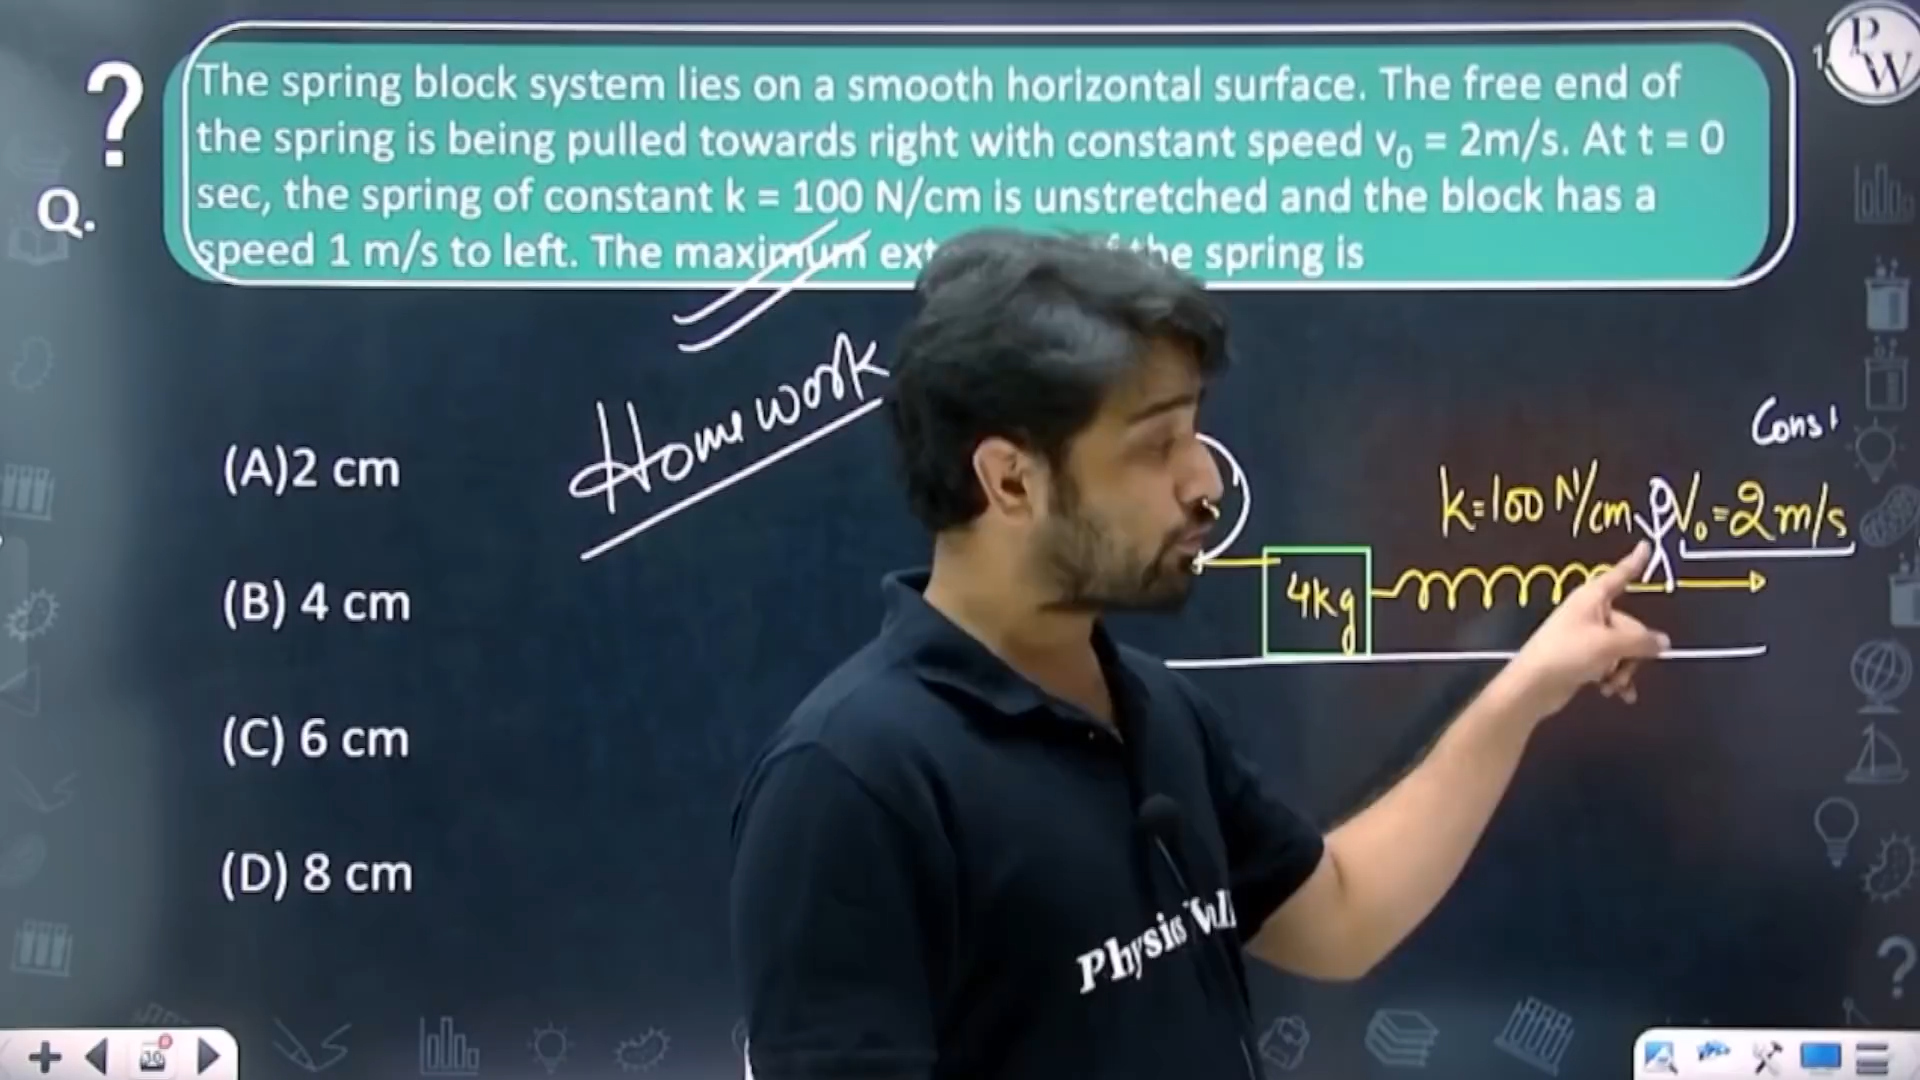 The spring block system lies on a smooth horizontal surface. The free end of
the spring is being pulled towards right with constant speed v₀ = 2m/s. At t = 0
sec, the spring of constant k = 100 N/cm is unstretched and the block has a
speed 1 m/s to left. The maximum ext the spring is
?
Q.
PW
Homework
(A)2 cm
(B) 4 cm
(C) 6 cm
(D) 8 cm
Cons
k=100 N/cm
V₀=2m/s
4kg
Physics Wall